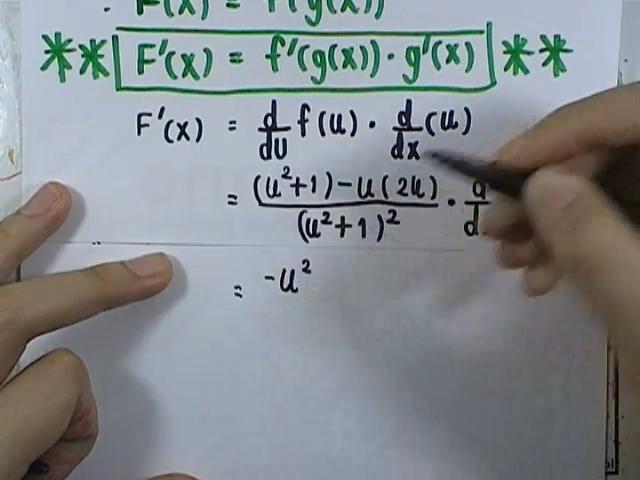 F(x) = f(g(x))
** F'(x) = f'(g(x)) · g'(x) **
F'(x) = d/du f(u) · d/dx (u)
= (u²+1) - u(2u) / (u²+1)² · d/d
= -u²